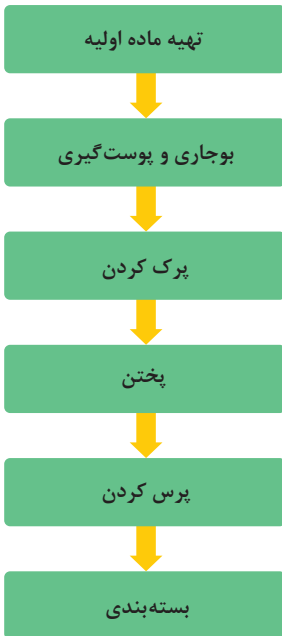 تهیه ماده اولیه
بوجاری و پوست‌گیری
پرک کردن
پختن
پرس کردن
بسته‌بندی